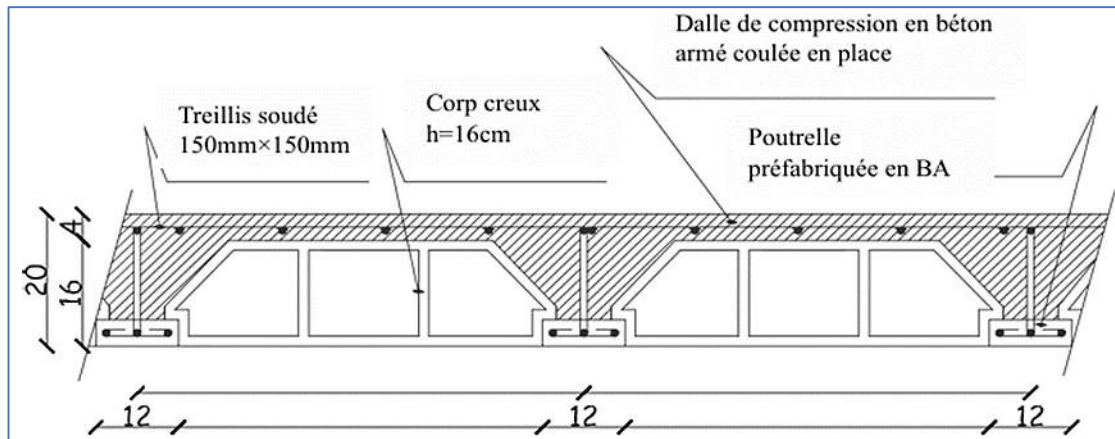 Dalle de compression en béton
armé coulée en place
Treillis soudé
150mm×150mm
Corp creux
h=16cm
Poutrelle
préfabriquée en BA
4
20
16
12
12
12